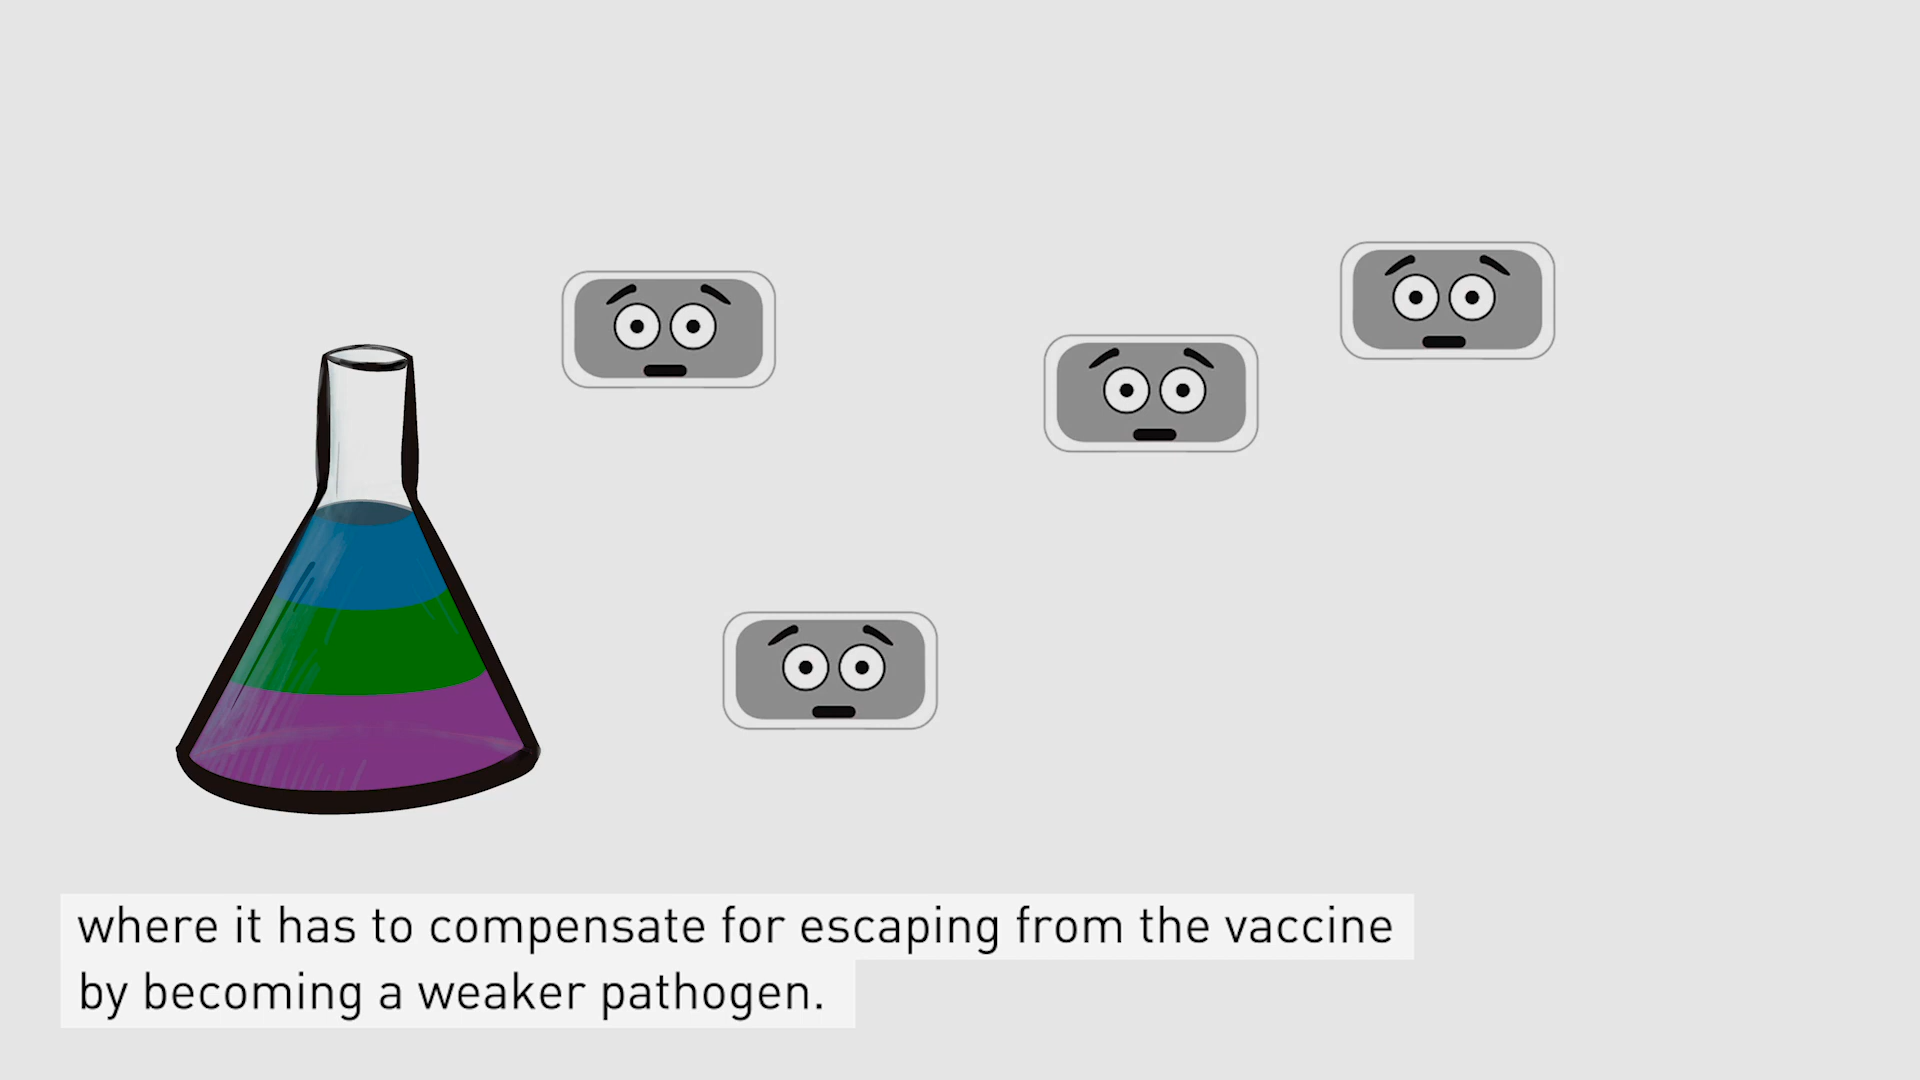 where it has to compensate for escaping from the vaccine
by becoming a weaker pathogen.